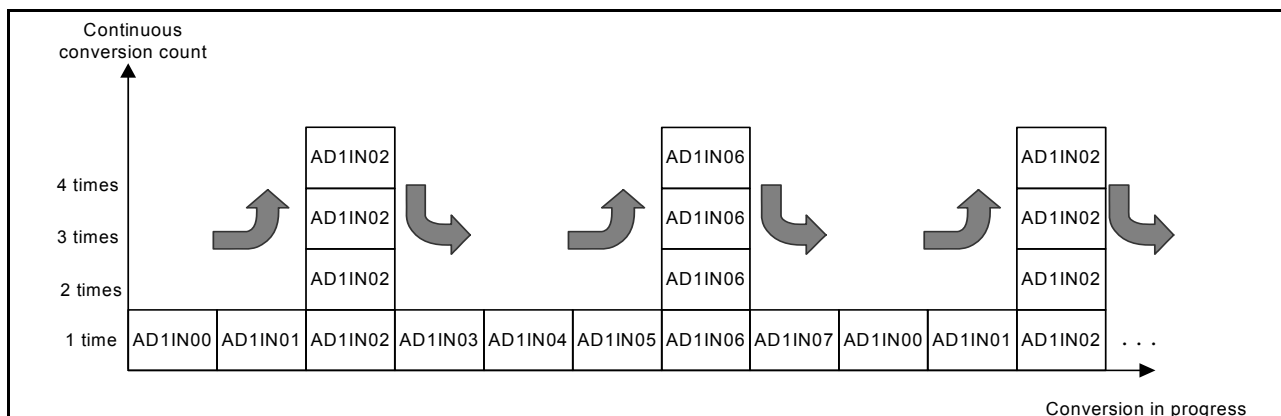 Continuous
conversion count
AD1IN02 AD1IN06 AD1IN02
4 times
AD1IN02 AD1IN06 AD1IN02
3 times
AD1IN02 AD1IN06 AD1IN02
2 times
1 time AD1IN00 AD1IN01 AD1IN02 AD1IN03 AD1IN04 AD1IN05 AD1IN06 AD1IN07 AD1IN00 AD1IN01 AD1IN02 . . .
Conversion in progress